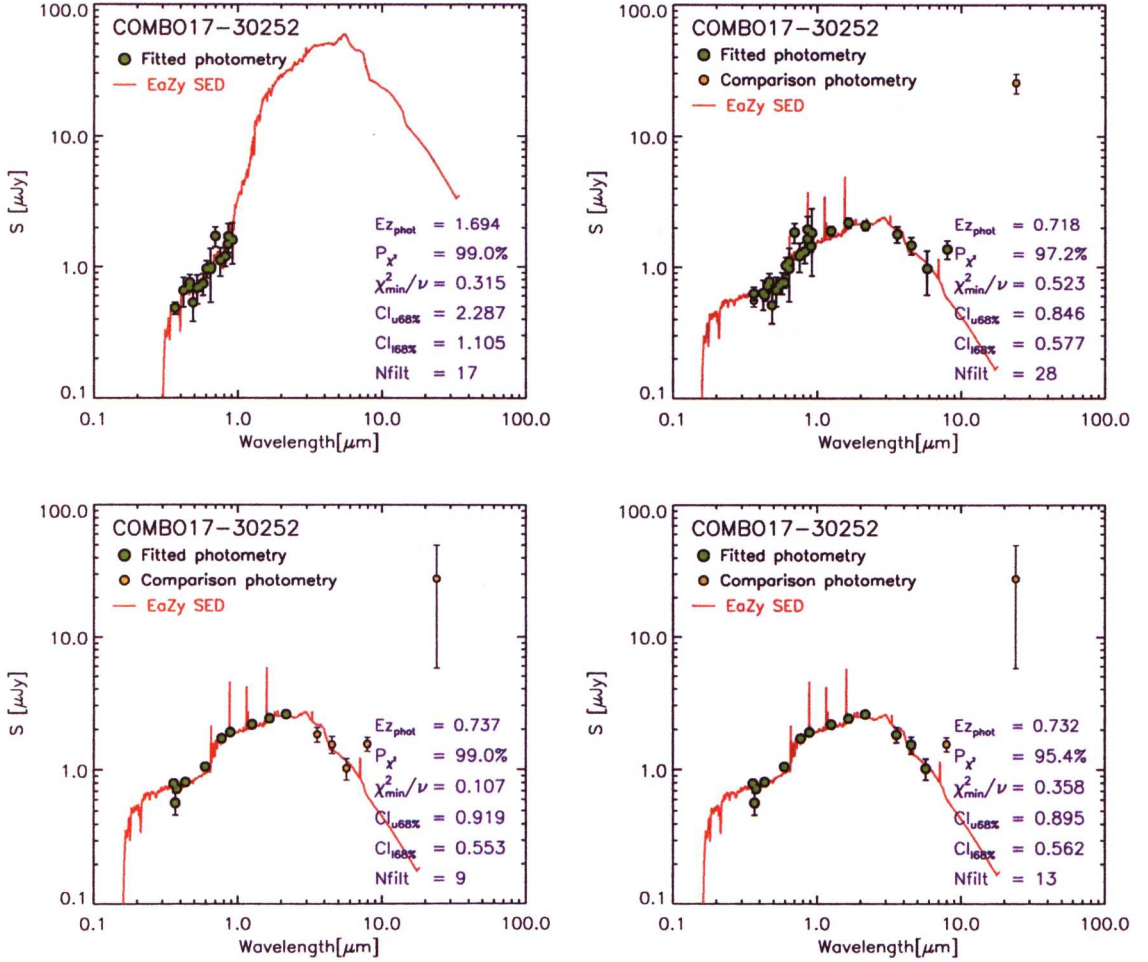 COMBO17-30252
Fitted photometry
EaZy SED
S [μJy]
100.0
10.0
1.0
0.1
Ez_phot = 1.694
P_χ² = 99.0%
χ²_min/ν = 0.315
CI_u68% = 2.287
CI_l68% = 1.105
Nfilt = 17
0.1 1.0 10.0 100.0
Wavelength[μm]
COMBO17-30252
Fitted photometry
Comparison photometry
EaZy SED
S [μJy]
100.0
10.0
1.0
0.1
Ez_phot = 0.718
P_χ² = 97.2%
χ²_min/ν = 0.523
CI_u68% = 0.846
CI_l68% = 0.577
Nfilt = 28
0.1 1.0 10.0 100.0
Wavelength[μm]
COMBO17-30252
Fitted photometry
Comparison photometry
EaZy SED
S [μJy]
100.0
10.0
1.0
0.1
Ez_phot = 0.737
P_χ² = 99.0%
χ²_min/ν = 0.107
CI_u68% = 0.919
CI_l68% = 0.553
Nfilt = 9
0.1 1.0 10.0 100.0
Wavelength[μm]
COMBO17-30252
Fitted photometry
Comparison photometry
EaZy SED
S [μJy]
100.0
10.0
1.0
0.1
Ez_phot = 0.732
P_χ² = 95.4%
χ²_min/ν = 0.358
CI_u68% = 0.895
CI_l68% = 0.562
Nfilt = 13
0.1 1.0 10.0 100.0
Wavelength[μm]